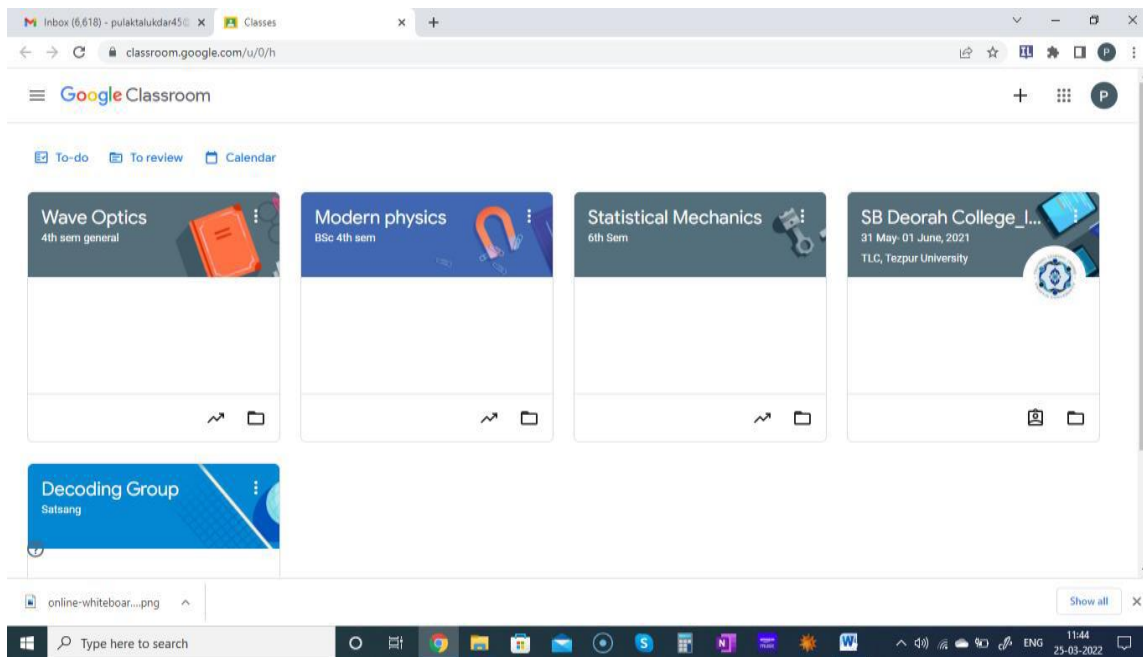 Inbox (6,618) - pulaktalukdar45
Classes
classroom.google.com/u/0/h
P
Google Classroom
P
To-do To review Calendar
Wave Optics
4th sem general
Modern physics
BSc 4th sem
Statistical Mechanics
6th Sem
SB Deorah College_I...
31 May- 01 June, 2021
TLC, Tezpur University
Decoding Group
Satsang
online-whiteboar....png
Show all
Type here to search
ENG
11:44
25-03-2022